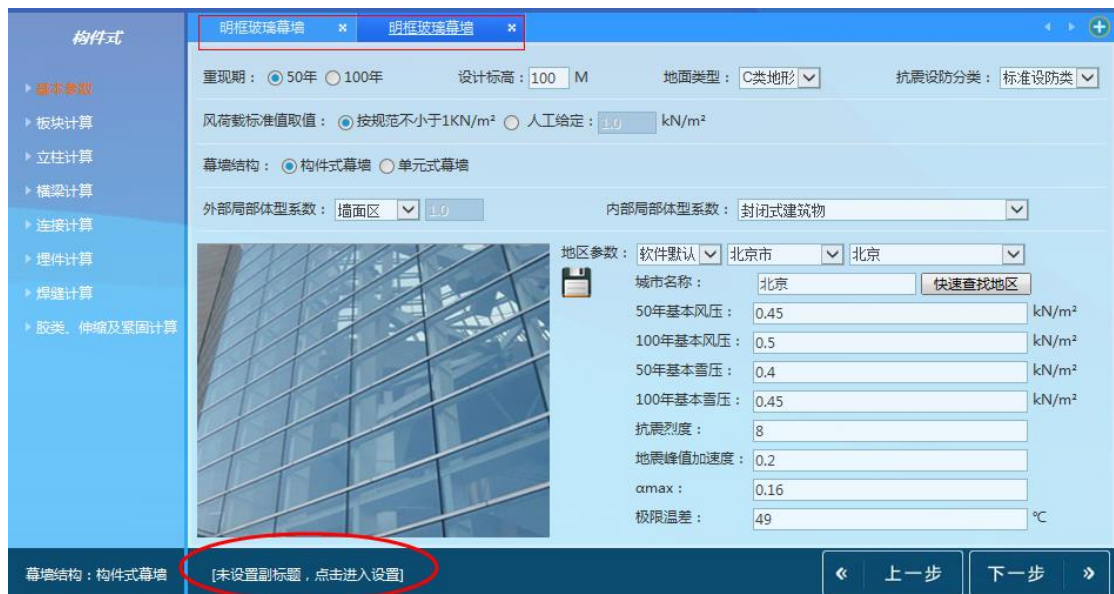 构件式
明框玻璃幕墙 × 明框玻璃幕墙 ×
基本参数
板块计算
立柱计算
横梁计算
连接计算
埋件计算
焊缝计算
胶类、伸缩及紧固计算
重现期： 50年 100年 设计标高：100 M 地面类型： C类地形 抗震设防分类： 标准设防类
风荷载标准值取值： 按规范不小于1KN/m² 人工给定： 1.0 kN/m²
幕墙结构： 构件式幕墙 单元式幕墙
外部局部体型系数： 墙面区 1.0 内部局部体型系数： 封闭式建筑物
地区参数： 软件默认 北京市 北京
城市名称： 北京 快速查找地区
50年基本风压： 0.45 kN/m²
100年基本风压： 0.5 kN/m²
50年基本雪压： 0.4 kN/m²
100年基本雪压： 0.45 kN/m²
抗震烈度： 8
地震峰值加速度： 0.2
αmax： 0.16
极限温差： 49 ℃
幕墙结构：构件式幕墙 [未设置副标题，点击进入设置] « 上一步 下一步 »